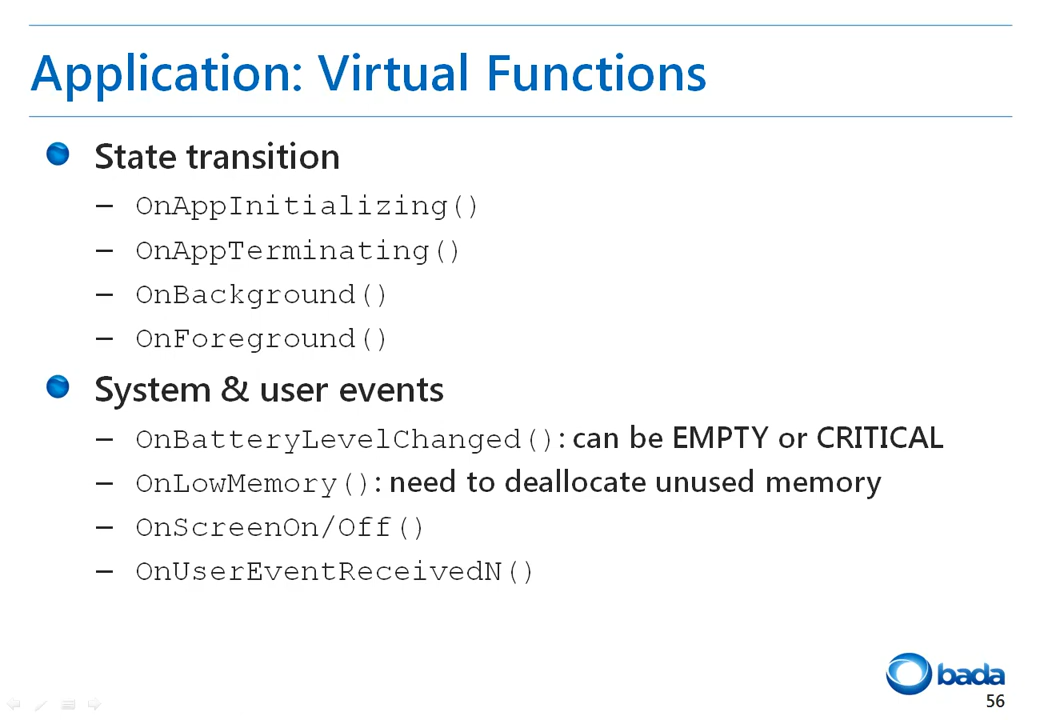 Application: Virtual Functions
State transition
– OnAppInitializing()
– OnAppTerminating()
– OnBackground()
– OnForeground()
System & user events
– OnBatteryLevelChanged(): can be EMPTY or CRITICAL
– OnLowMemory(): need to deallocate unused memory
– OnScreenOn/Off()
– OnUserEventReceivedN()
bada
56